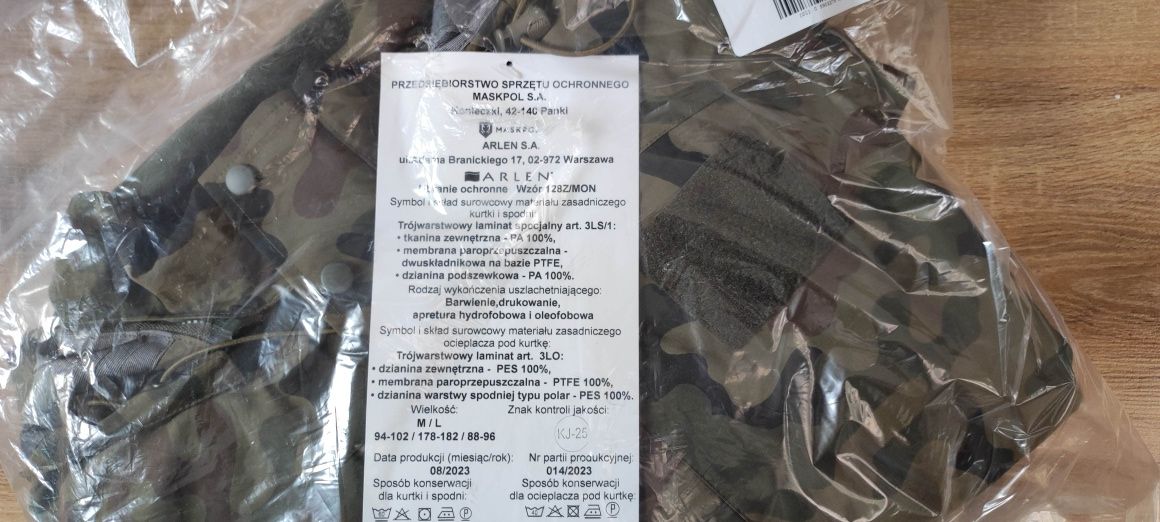 PRZEDSIĘBIORSTWO SPRZĘTU OCHRONNEGO
MASKPOL S.A.
Konieczki, 42-140 Panki
MASKPOL
ARLEN S.A.
ul. Adama Branickiego 17, 02-972 Warszawa
ARLEN
Ubranie ochronne Wzór 128Z/MON
Symbol i skład surowcowy materiału zasadniczego
kurtki i spodni:
Trójwarstwowy laminat specjalny art. 3LS/1:
• tkanina zewnętrzna - PA 100%,
• membrana paroprzepuszczalna -
dwuskładnikowa na bazie PTFE,
• dzianina podszewkowa - PA 100%.
Rodzaj wykończenia uszlachetniającego:
Barwienie,drukowanie,
apretura hydrofobowa i oleofobowa
Symbol i skład surowcowy materiału zasadniczego
ocieplacza pod kurtkę:
Trójwarstwowy laminat art. 3LO:
• dzianina zewnętrzna - PES 100%,
• membrana paroprzepuszczalna - PTFE 100%,
• dzianina warstwy spodniej typu polar - PES 100%.
Wielkość: Znak kontroli jakości:
M / L
94-102 / 178-182 / 88-96 KJ-25
Data produkcji (miesiąc/rok): Nr partii produkcyjnej:
08/2023 014/2023
Sposób konserwacji Sposób konserwacji
dla kurtki i spodni: dla ocieplacza pod kurtkę: